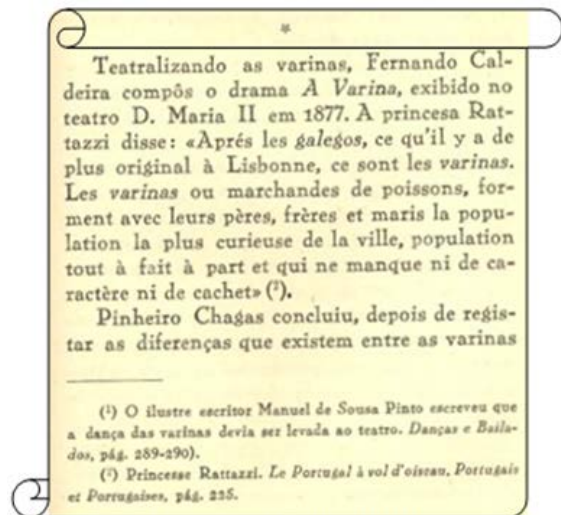 *
Teatralizando as varinas, Fernando Cal-
deira compôs o drama A Varina, exibido no
teatro D. Maria II em 1877. A princesa Rat-
tazzi disse: «Aprés les galegos, ce qu'il y a de
plus original à Lisbonne, ce sont les varinas.
Les varinas ou marchandes de poissons, for-
ment avec leurs pères, frères et maris la popu-
lation la plus curieuse de la ville, population
tout à fait à part et qui ne manque ni de ca-
ractère ni de cachet» (²).
Pinheiro Chagas concluiu, depois de regis-
tar as diferenças que existem entre as varinas
(¹) O ilustre escritor Manuel de Sousa Pinto escreveu que
a dança das varinas devia ser levada ao teatro. Danças e Baila-
dos, pág. 289-290).
(²) Princesse Rattazzi. Le Portugal à vol d'oiseau. Portugais
et Portugaises, pág. 225.